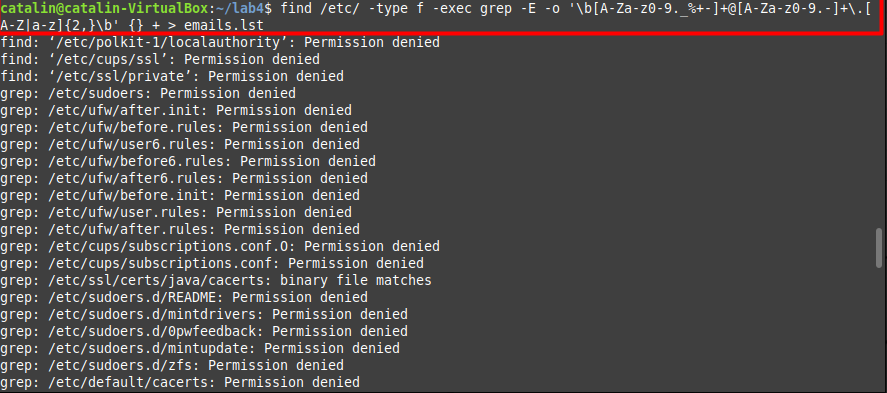 catalin@catalin-VirtualBox:~/lab4$ find /etc/ -type f -exec grep -E -o '\b[A-Za-z0-9._%+-]+@[A-Za-z0-9.-]+\.[
A-Z|a-z]{2,}\b' {} + > emails.lst
find: ‘/etc/polkit-1/localauthority’: Permission denied
find: ‘/etc/cups/ssl’: Permission denied
find: ‘/etc/ssl/private’: Permission denied
grep: /etc/sudoers: Permission denied
grep: /etc/ufw/after.init: Permission denied
grep: /etc/ufw/before.rules: Permission denied
grep: /etc/ufw/user6.rules: Permission denied
grep: /etc/ufw/before6.rules: Permission denied
grep: /etc/ufw/after6.rules: Permission denied
grep: /etc/ufw/before.init: Permission denied
grep: /etc/ufw/user.rules: Permission denied
grep: /etc/ufw/after.rules: Permission denied
grep: /etc/cups/subscriptions.conf.O: Permission denied
grep: /etc/cups/subscriptions.conf: Permission denied
grep: /etc/ssl/certs/java/cacerts: binary file matches
grep: /etc/sudoers.d/README: Permission denied
grep: /etc/sudoers.d/mintdrivers: Permission denied
grep: /etc/sudoers.d/0pwfeedback: Permission denied
grep: /etc/sudoers.d/mintupdate: Permission denied
grep: /etc/sudoers.d/zfs: Permission denied
grep: /etc/default/cacerts: Permission denied